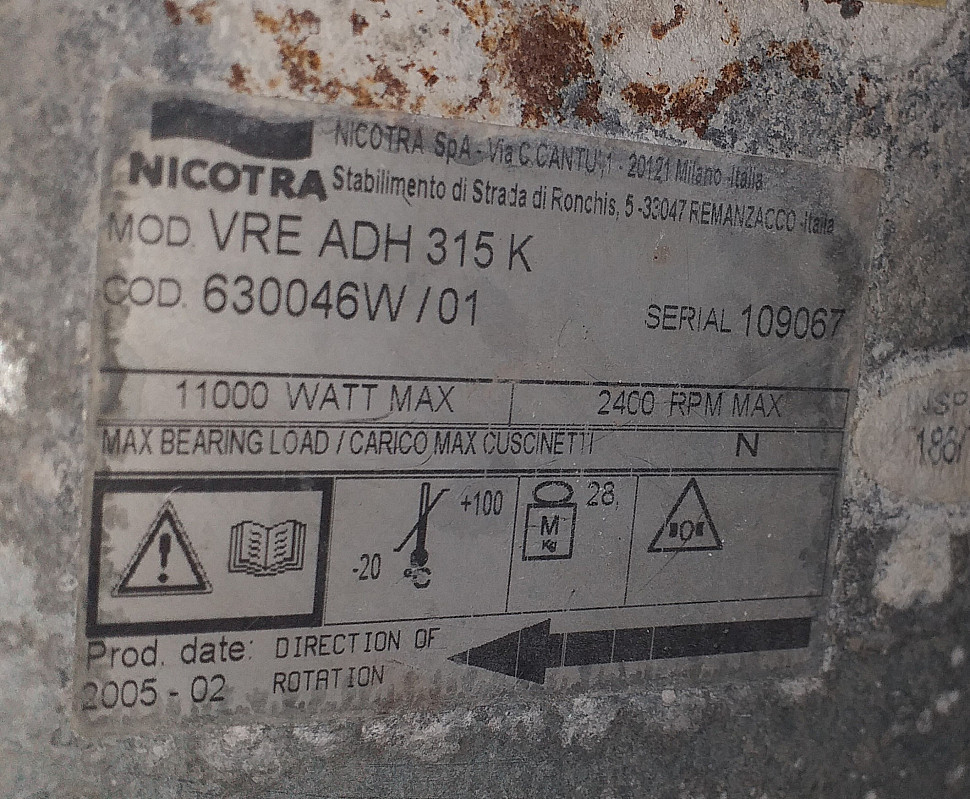 NICOTRA SpA - Via C.CANTU',1 - 20121 Milano -Italia
NICOTRA Stabilimento di Strada di Ronchis, 5 -33047 REMANZACCO -Italia
MOD. VRE ADH 315 K
COD. 630046W/01 SERIAL 109067
11000 WATT MAX 2400 RPM MAX
MAX BEARING LOAD / CARICO MAX CUSCINETTI N
+100 28
M
Kg
-20 °C
Prod. date: DIRECTION OF
2005 - 02 ROTATION
INSP
186/